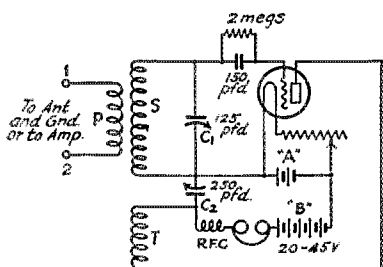 2 megs
1
To Ant
and Gnd.
or to Amp.
2
P
S
150
pfd.
125
pfd.
C1
250
pfd.
C2
T
R.F.C.
"A"
"B"
20-45V